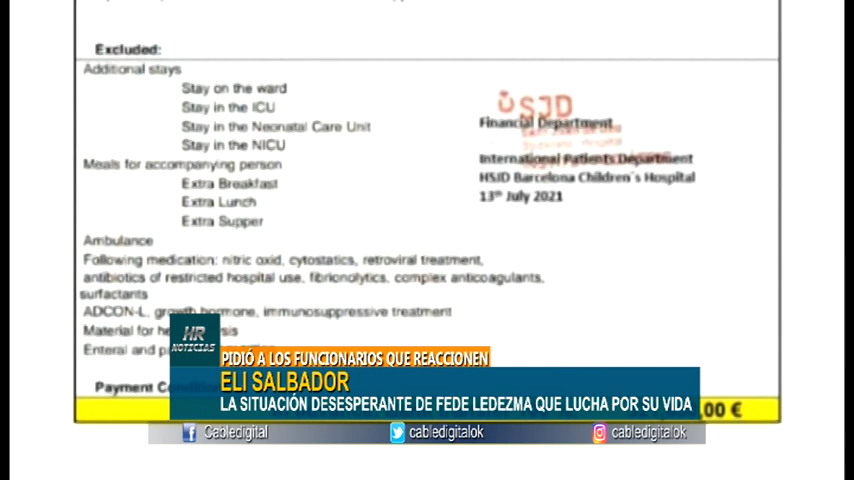 Excluded:
Additional stays
Stay on the ward
Stay in the ICU
Stay in the Neonatal Care Unit
Stay in the NICU
Meals for accompanying person
Extra Breakfast
Extra Lunch
Extra Supper
Ambulance
Following medication: nitric oxid, cytostatics, retroviral treatment,
antibiotics of restricted hospital use, fibrionolytics, complex anticoagulants,
surfactants
ADCON-L, growth hormone, immunosuppressive treatment
Material for
Enteral and
Payment
SJD
Financial Department
International Patients Department
HSJD Barcelona Children´s Hospital
13th July 2021
,00 €
HR
NOTICIAS
PIDIÓ A LOS FUNCIONARIOS QUE REACCIONEN
ELI SALBADOR
LA SITUACIÓN DESESPERANTE DE FEDE LEDEZMA QUE LUCHA POR SU VIDA
Cabledigital
cabledigitalok
cabledigitalok